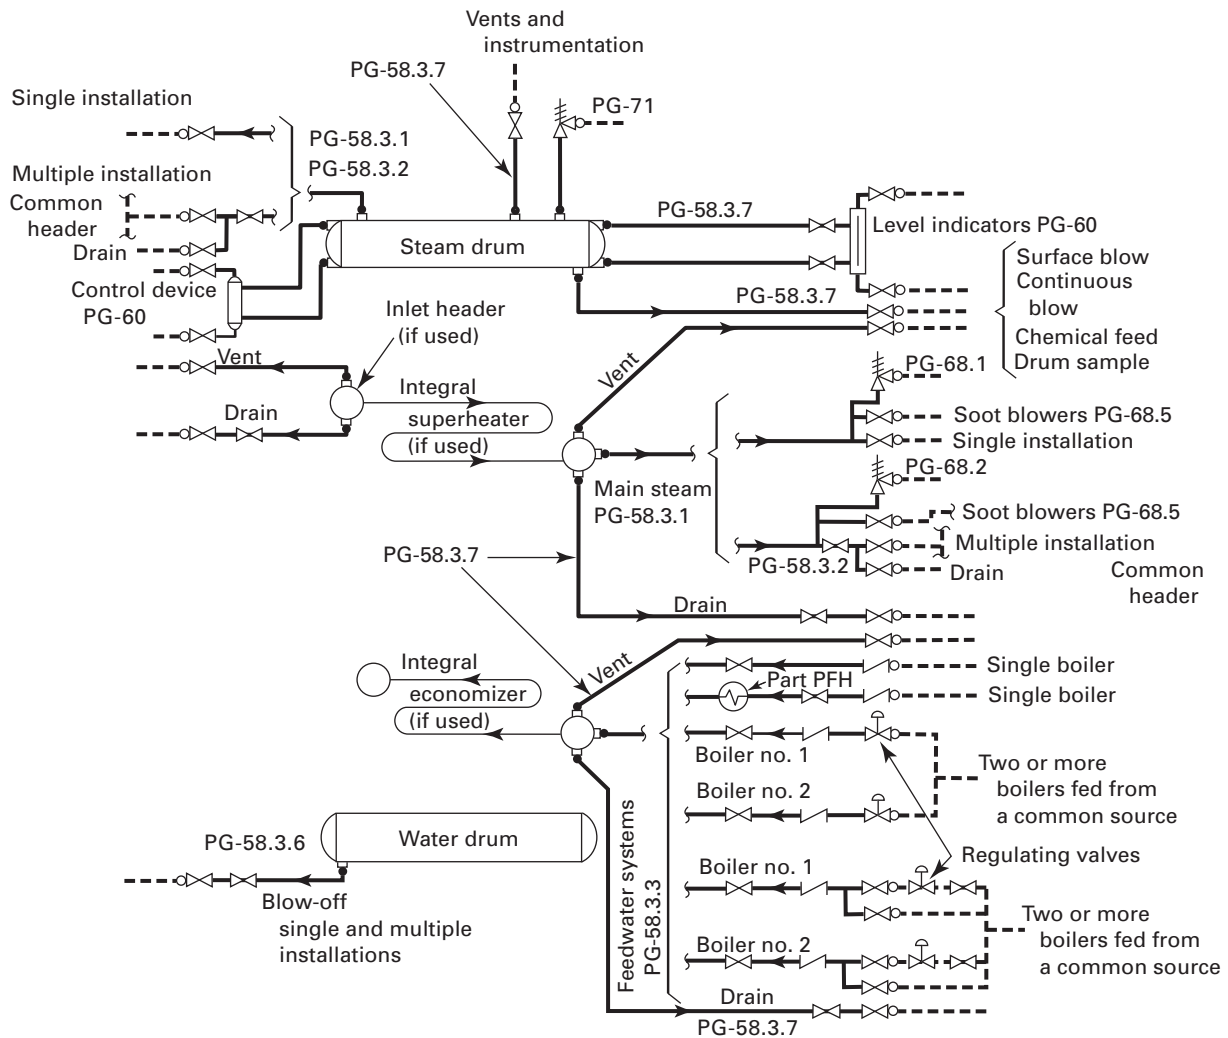 Vents and
instrumentation
PG-58.3.7
PG-71
Single installation
PG-58.3.1
PG-58.3.2
Multiple installation
Common
header
Drain
PG-58.3.7
Level indicators PG-60
Steam drum
Control device
PG-60
Surface blow
Continuous
blow
Chemical feed
Drum sample
PG-58.3.7
Inlet header
(if used)
Vent
Vent
Integral
superheater
(if used)
Drain
PG-68.1
Soot blowers PG-68.5
Single installation
PG-68.2
Main steam
PG-58.3.1
Soot blowers PG-68.5
Multiple installation
PG-58.3.2
Drain
Common
header
PG-58.3.7
Drain
Vent
Integral
economizer
(if used)
Single boiler
Part PFH
Single boiler
Boiler no. 1
Two or more
boilers fed from
a common source
Boiler no. 2
Water drum
PG-58.3.6
Blow-off
single and multiple
installations
Feedwater systems
PG-58.3.3
Regulating valves
Boiler no. 1
Two or more
boilers fed from
a common source
Boiler no. 2
Drain
PG-58.3.7